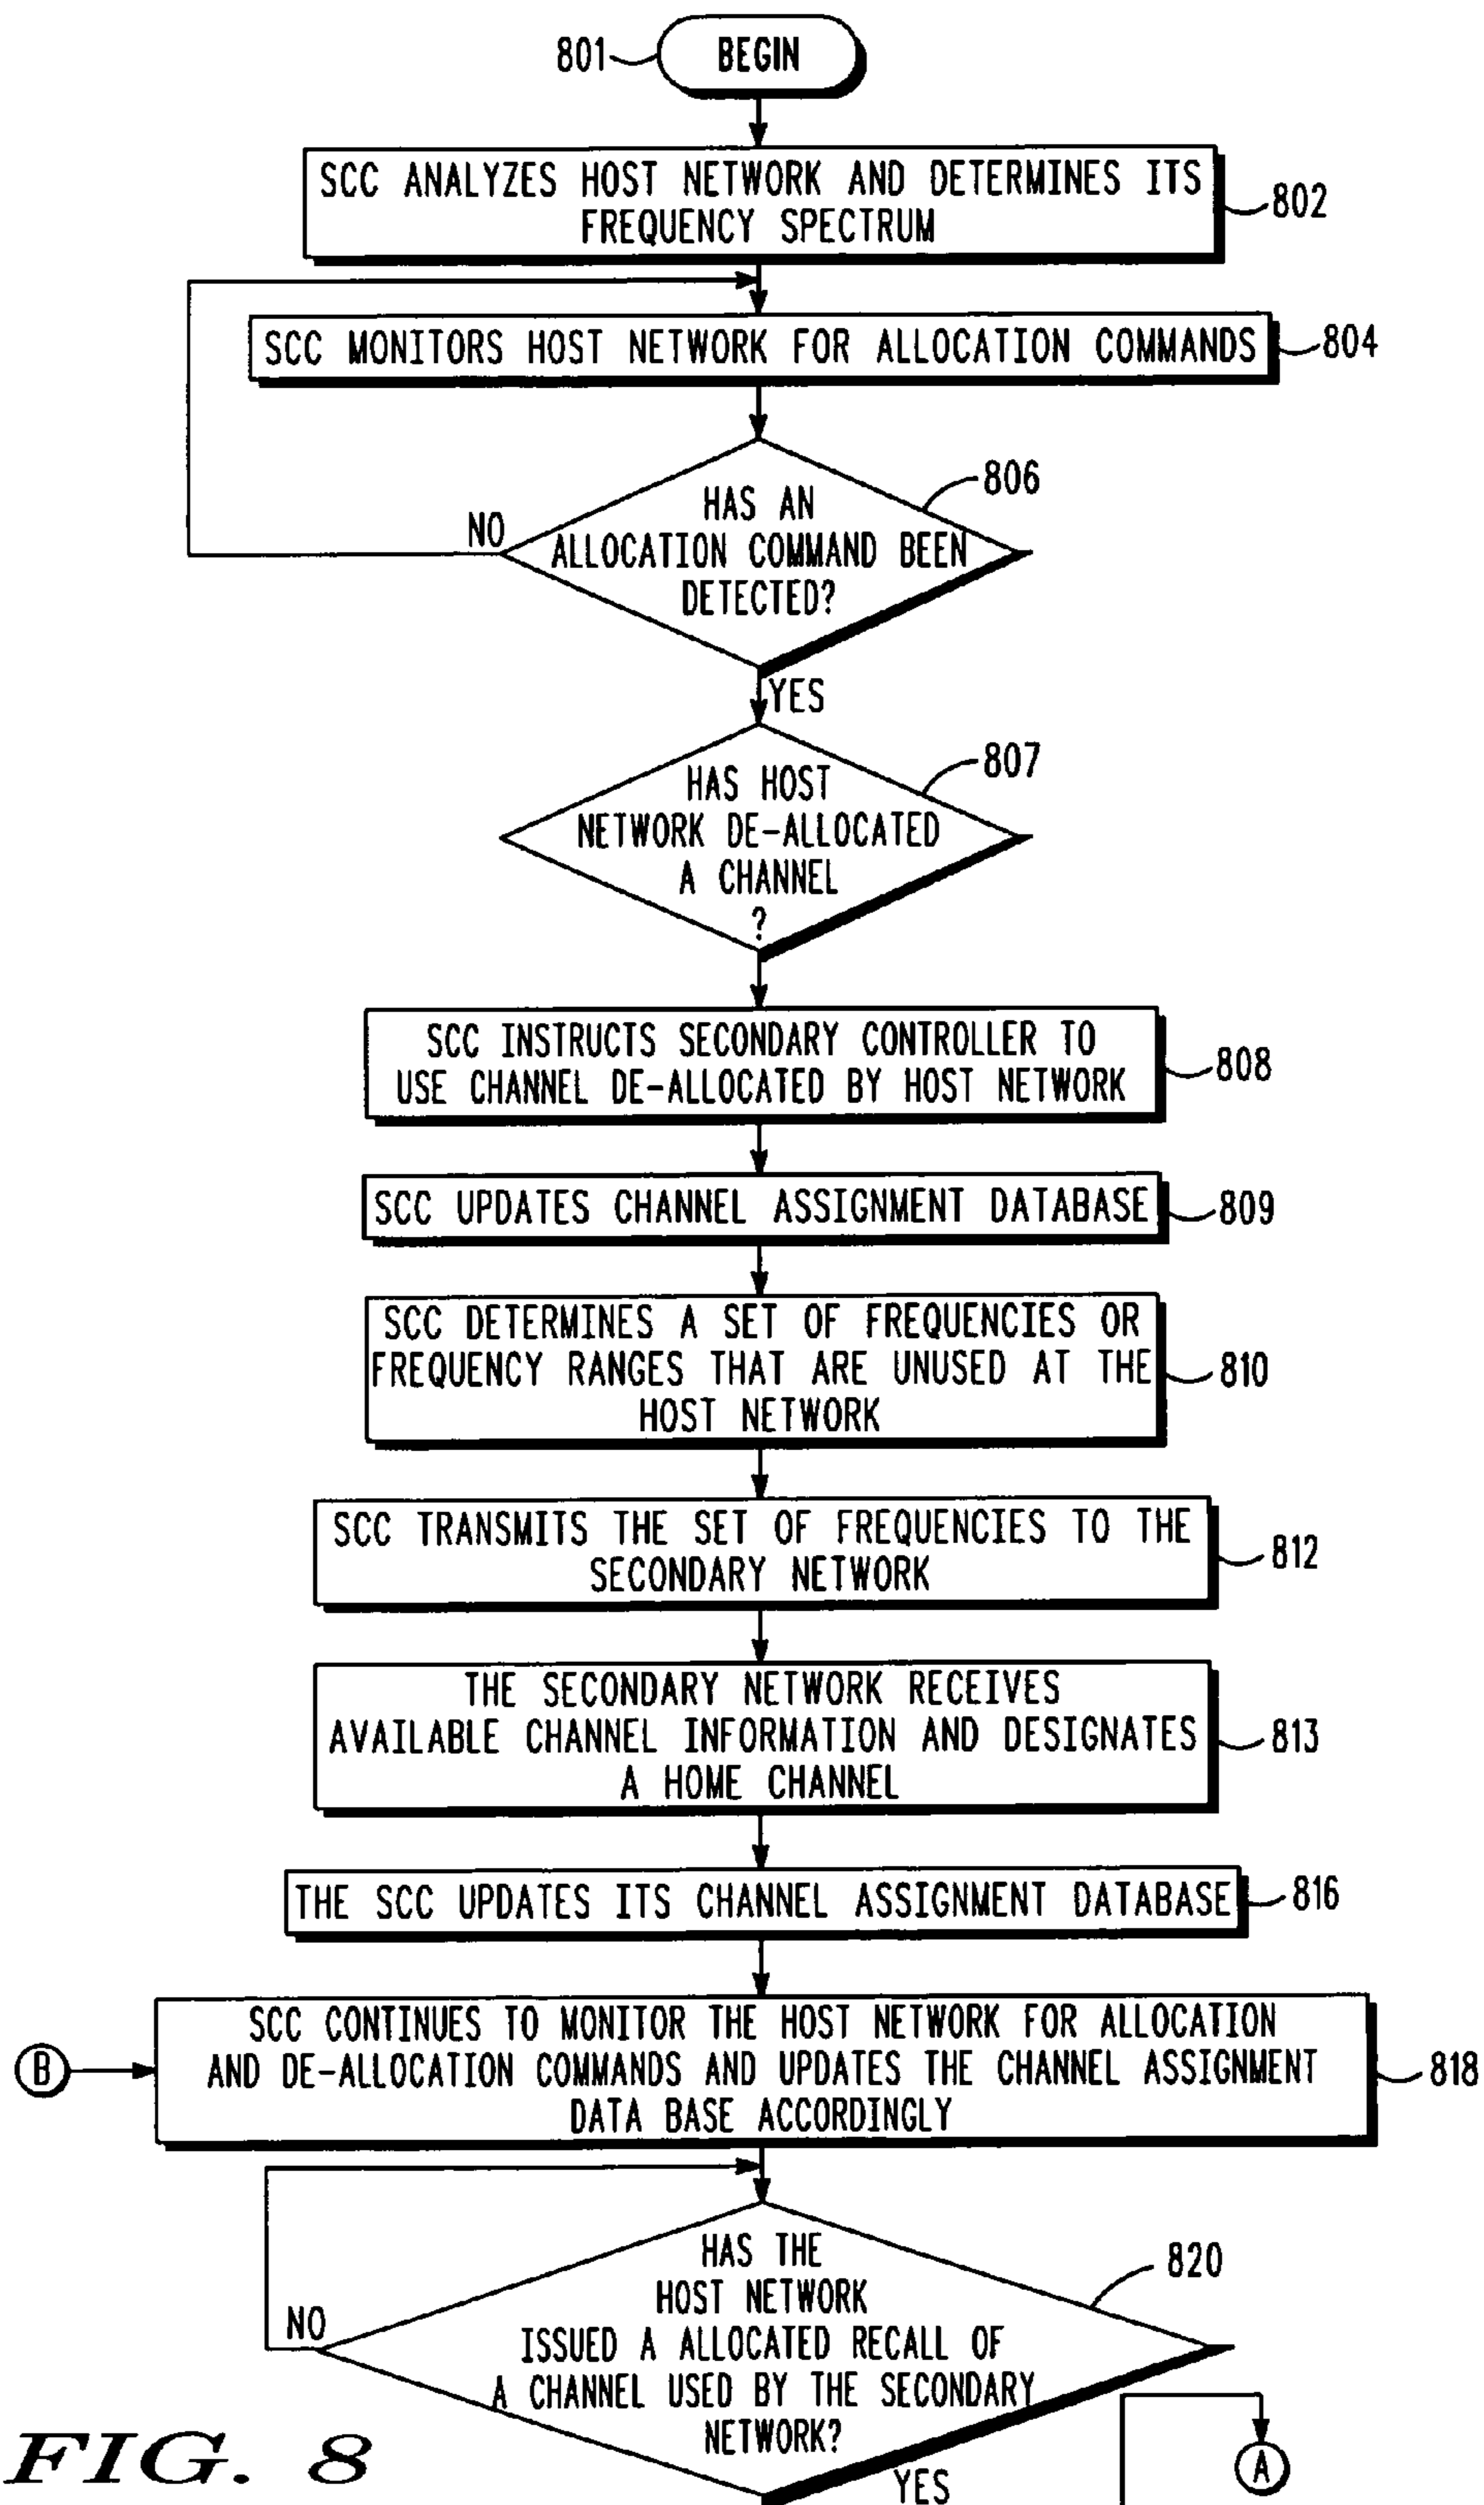 801
BEGIN
SCC ANALYZES HOST NETWORK AND DETERMINES ITS
FREQUENCY SPECTRUM
802
SCC MONITORS HOST NETWORK FOR ALLOCATION COMMANDS
804
806
HAS AN
ALLOCATION COMMAND BEEN
DETECTED?
NO
YES
807
HAS HOST
NETWORK DE-ALLOCATED
A CHANNEL
?
SCC INSTRUCTS SECONDARY CONTROLLER TO
USE CHANNEL DE-ALLOCATED BY HOST NETWORK
808
SCC UPDATES CHANNEL ASSIGNMENT DATABASE
809
SCC DETERMINES A SET OF FREQUENCIES OR
FREQUENCY RANGES THAT ARE UNUSED AT THE
HOST NETWORK
810
SCC TRANSMITS THE SET OF FREQUENCIES TO THE
SECONDARY NETWORK
812
THE SECONDARY NETWORK RECEIVES
AVAILABLE CHANNEL INFORMATION AND DESIGNATES
A HOME CHANNEL
813
THE SCC UPDATES ITS CHANNEL ASSIGNMENT DATABASE
816
B
SCC CONTINUES TO MONITOR THE HOST NETWORK FOR ALLOCATION
AND DE-ALLOCATION COMMANDS AND UPDATES THE CHANNEL ASSIGNMENT
DATA BASE ACCORDINGLY
818
820
HAS THE
HOST NETWORK
ISSUED A ALLOCATED RECALL OF
A CHANNEL USED BY THE SECONDARY
NETWORK?
NO
YES
A
FIG. 8